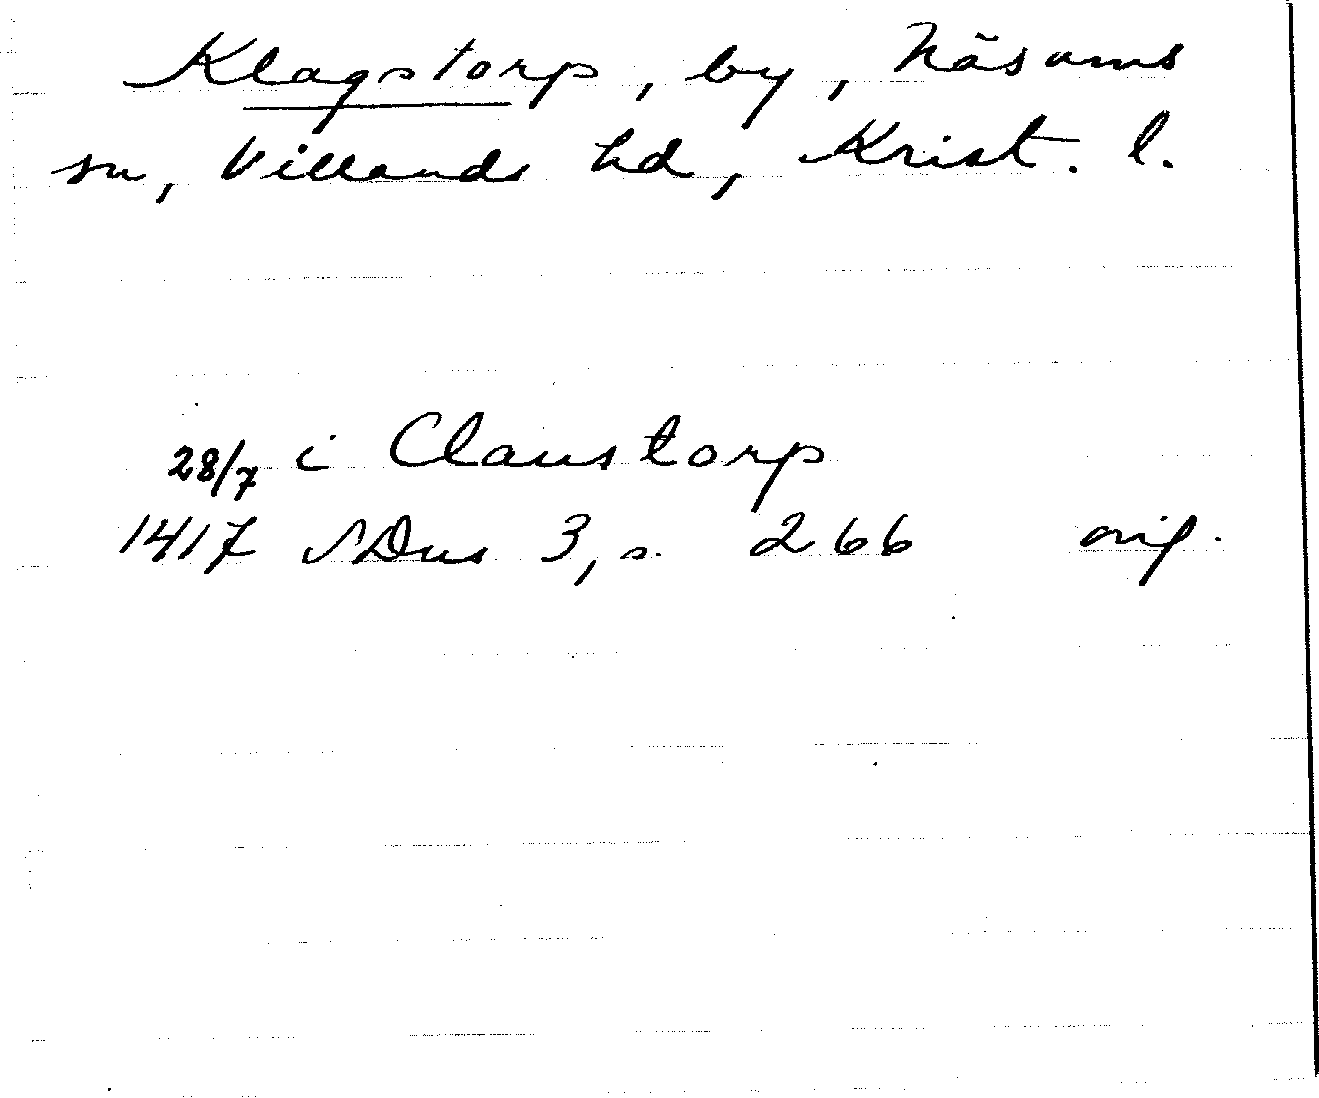 Klagstorp, by, Näsums
sn, Villands hd, Krist. l.
28/7 i Claustorp
1417 SDns 3, s. 266 orig.